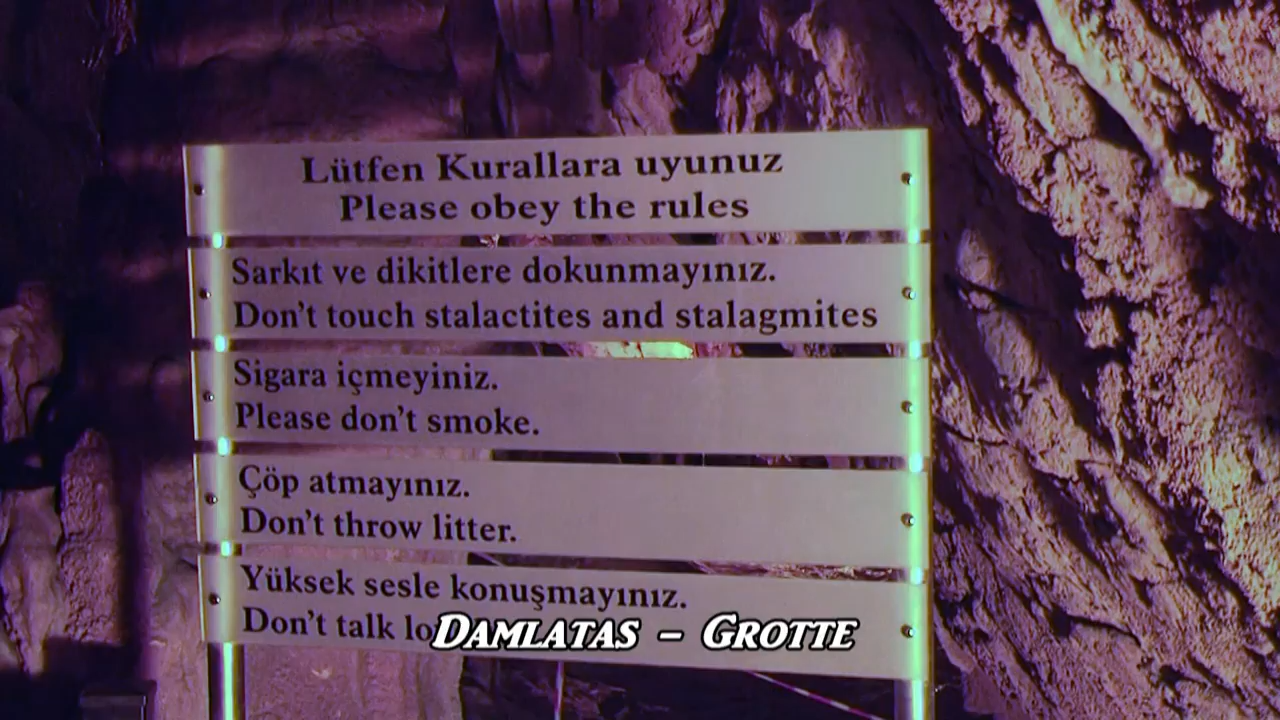 Lütfen Kurallara uyunuz
Please obey the rules
Sarkıt ve dikitlere dokunmayınız.
Don't touch stalactites and stalagmites
Sigara içmeyiniz.
Please don't smoke.
Çöp atmayınız.
Don't throw litter.
Yüksek sesle konuşmayınız.
Don't talk
DAMLATAS – GROTTE